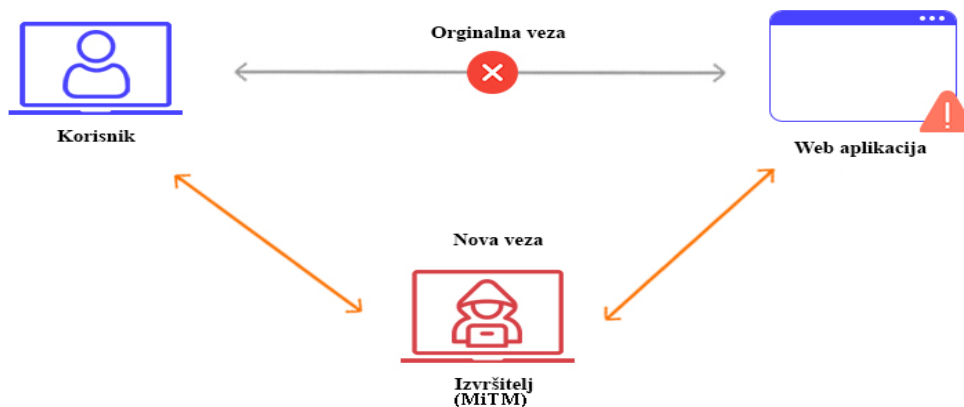 Orginalna veza
Korisnik
Web aplikacija
Nova veza
Izvršitelj
(MiTM)